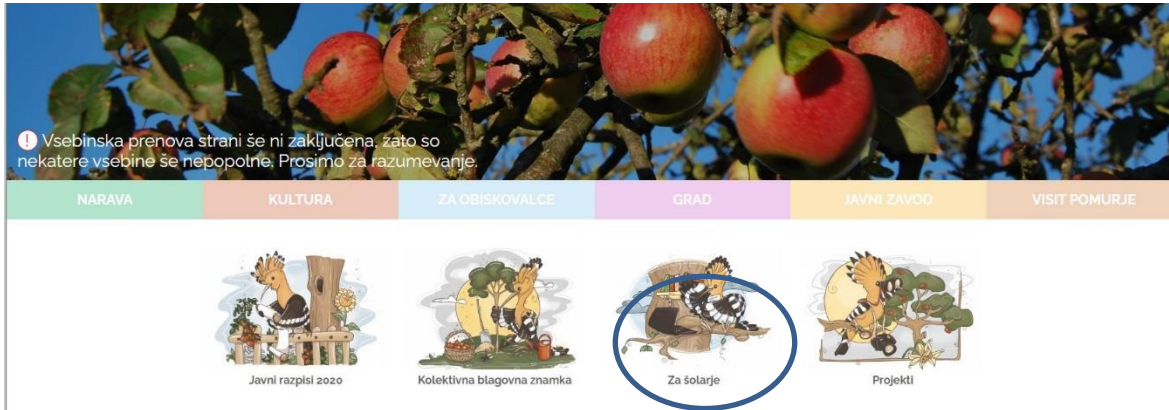 Vsebinska prenova strani še ni zaključena, zato so
nekatere vsebine še nepopolne. Prosimo za razumevanje.
NARAVA
KULTURA
ZA OBISKOVALCE
GRAD
JAVNI ZAVOD
VISIT POMURJE
Javni razpisi 2020
Kolektivna blagovna znamka
Za šolarje
Projekti